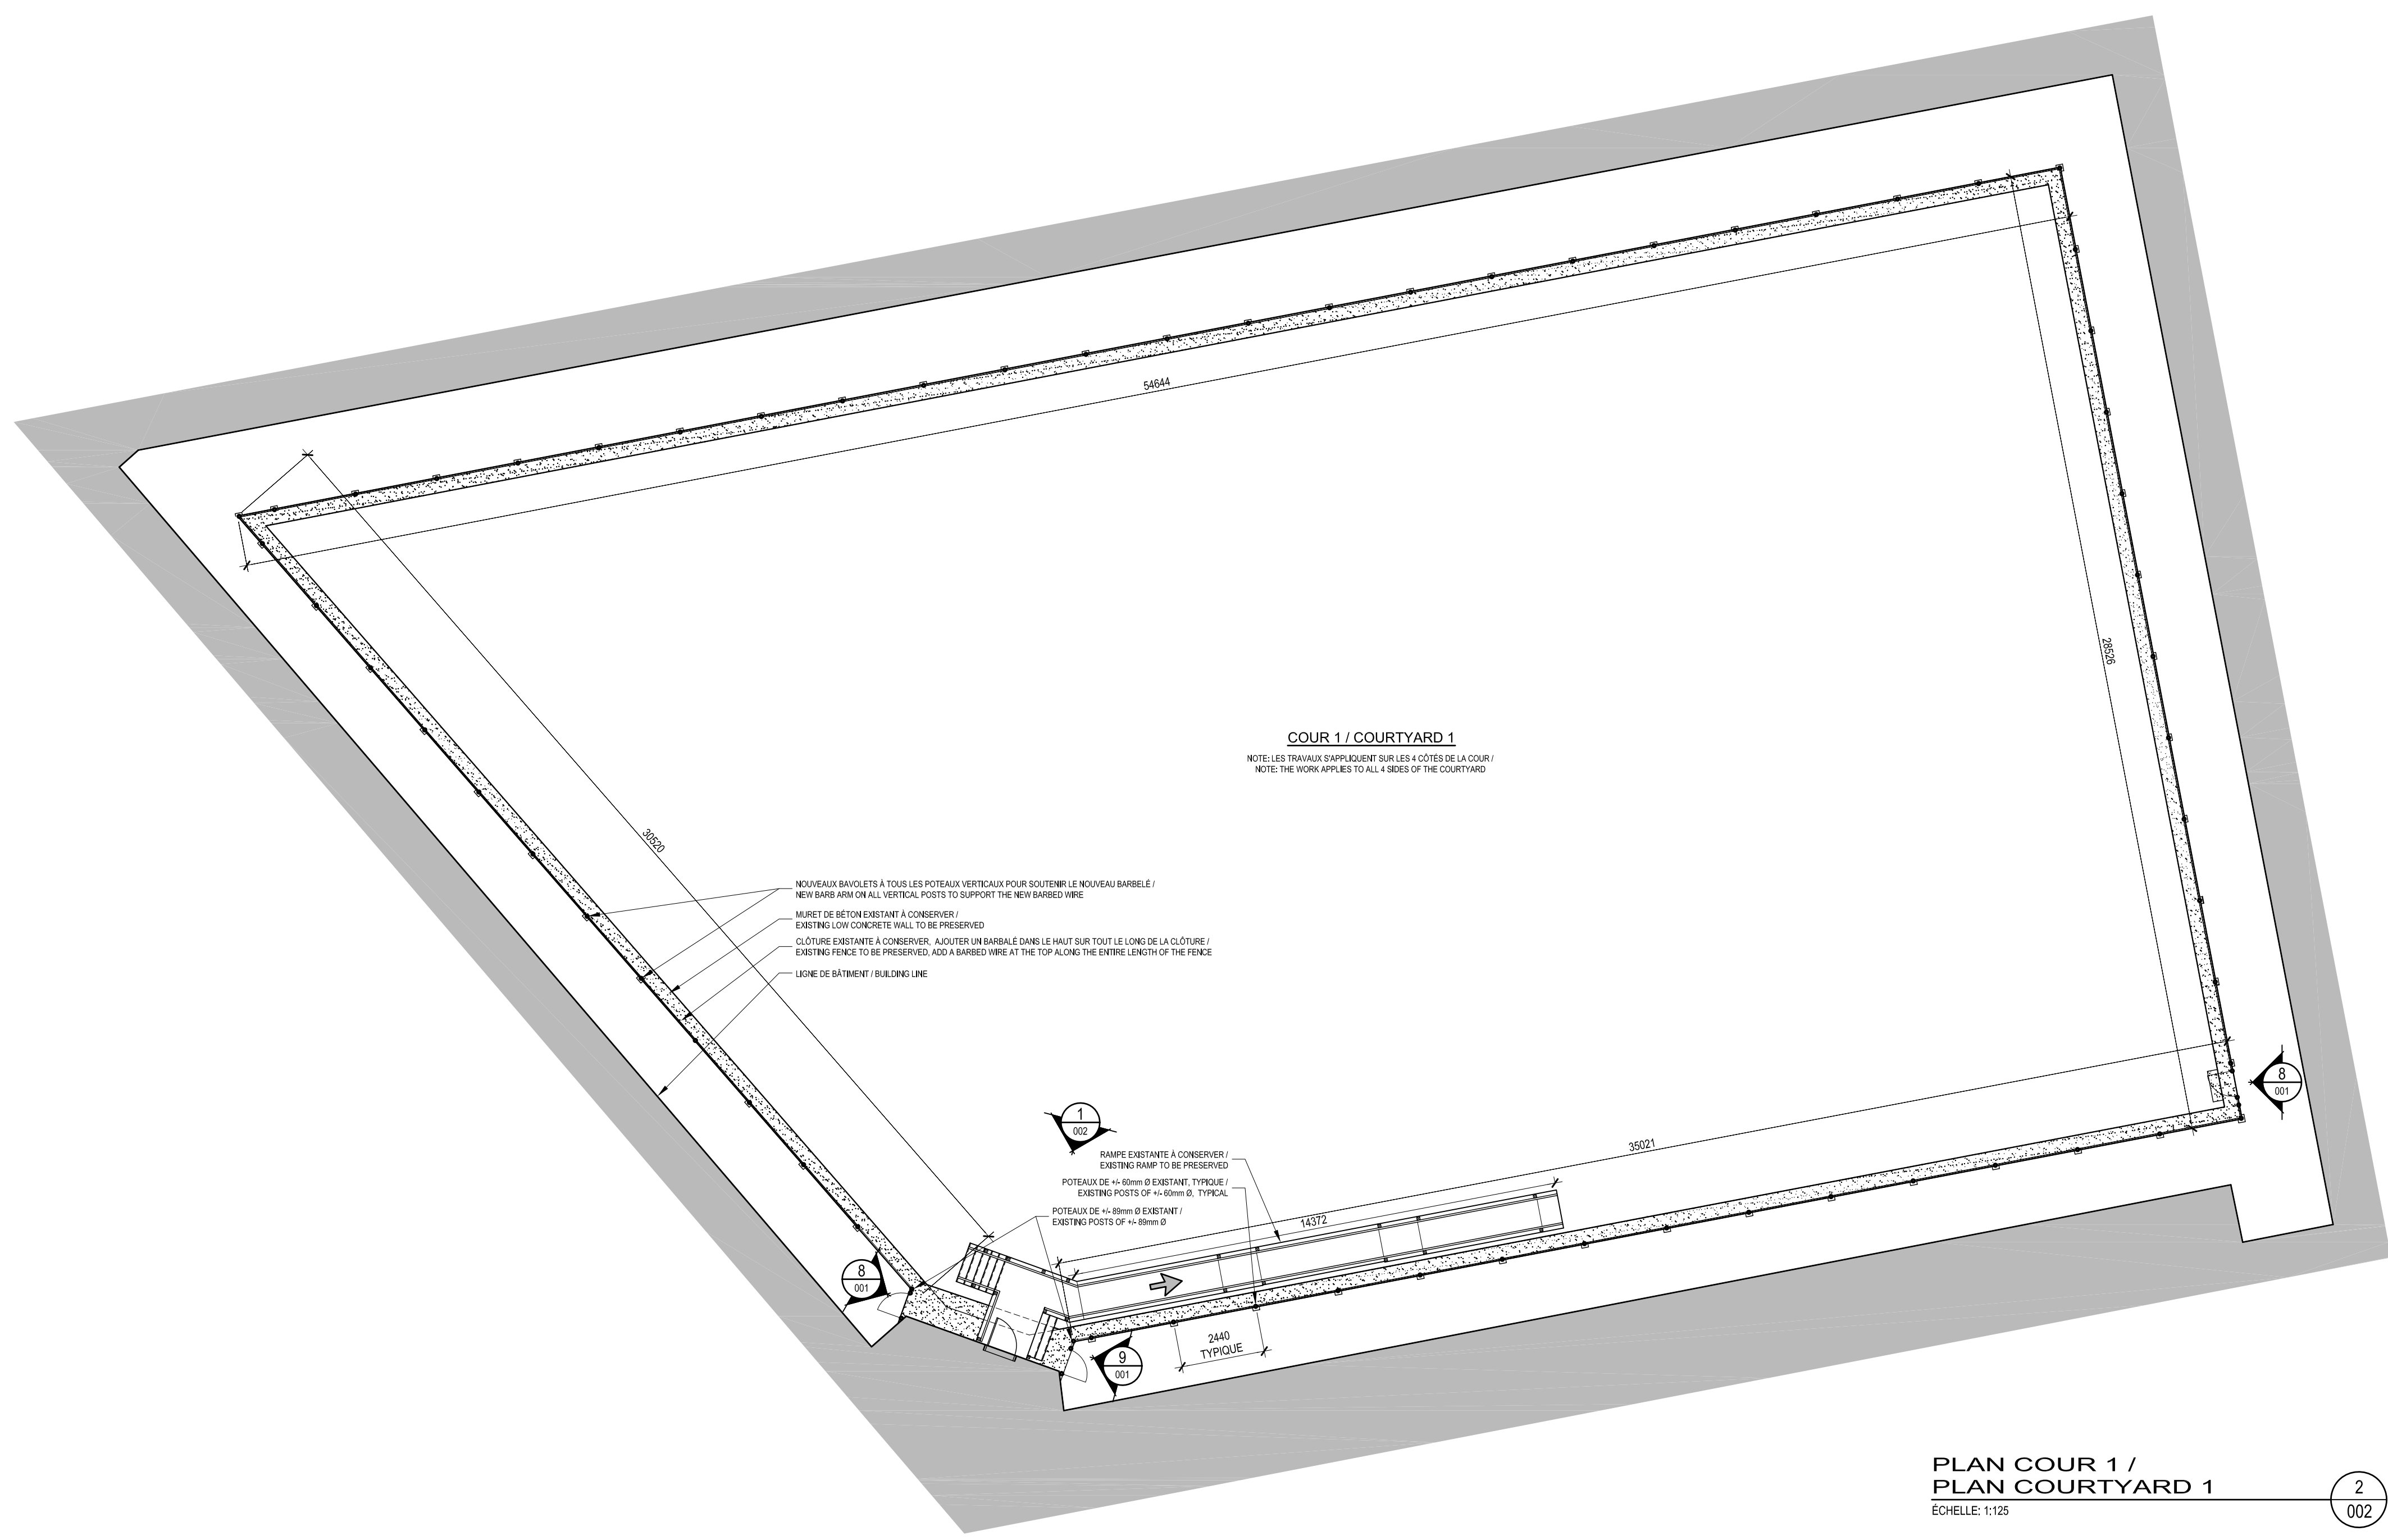 54644
28526
COUR 1 / COURTYARD 1
NOTE: LES TRAVAUX S'APPLIQUENT SUR LES 4 CÔTÉS DE LA COUR /
NOTE: THE WORK APPLIES TO ALL 4 SIDES OF THE COURTYARD
30520
NOUVEAUX BAVOLETS À TOUS LES POTEAUX VERTICAUX POUR SOUTENIR LE NOUVEAU BARBELÉ /
NEW BARB ARM ON ALL VERTICAL POSTS TO SUPPORT THE NEW BARBED WIRE
MURET DE BÉTON EXISTANT À CONSERVER /
EXISTING LOW CONCRETE WALL TO BE PRESERVED
CLÔTURE EXISTANTE À CONSERVER, AJOUTER UN BARBALÉ DANS LE HAUT SUR TOUT LE LONG DE LA CLÔTURE /
EXISTING FENCE TO BE PRESERVED, ADD A BARBED WIRE AT THE TOP ALONG THE ENTIRE LENGTH OF THE FENCE
LIGNE DE BÂTIMENT / BUILDING LINE
8
001
1
002
35021
RAMPE EXISTANTE À CONSERVER /
EXISTING RAMP TO BE PRESERVED
POTEAUX DE +/- 60mm Ø EXISTANT, TYPIQUE /
EXISTING POSTS OF +/- 60mm Ø, TYPICAL
POTEAUX DE +/- 89mm Ø EXISTANT /
EXISTING POSTS OF +/- 89mm Ø
14372
8
001
2440
TYPIQUE
9
001
PLAN COUR 1 /
PLAN COURTYARD 1
ÉCHELLE: 1:125
2
002